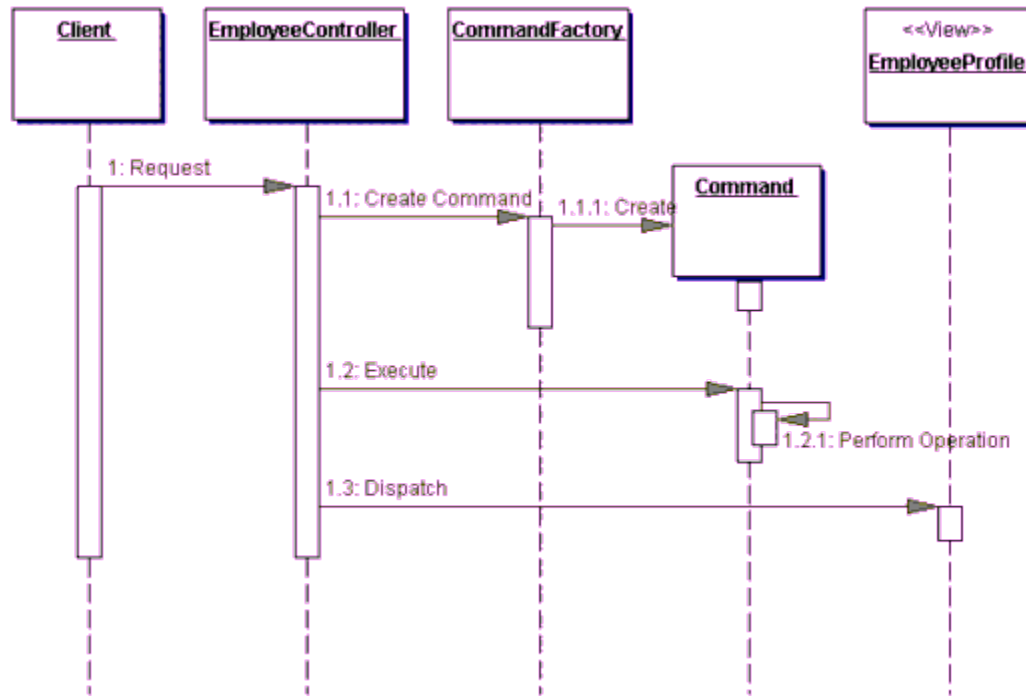 Client
EmployeeController
CommandFactory
<<View>>
EmployeeProfile
1: Request
1.1: Create Command
1.1.1: Create
Command
1.2: Execute
1.2.1: Perform Operation
1.3: Dispatch